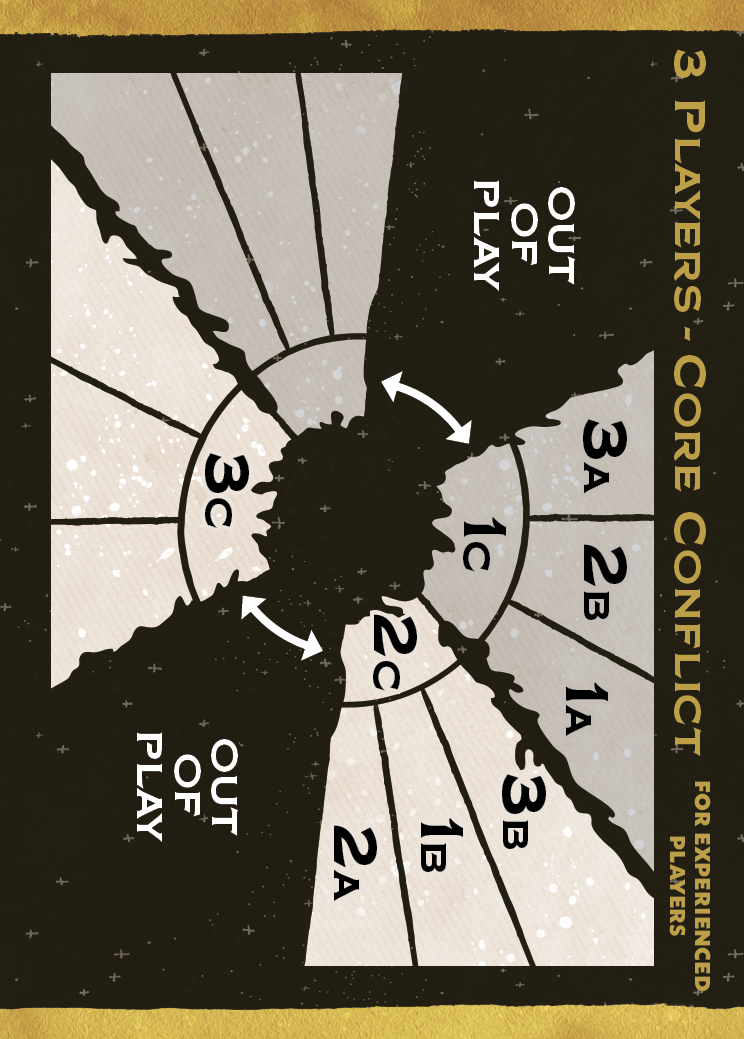 3 PLAYERS - CORE CONFLICT
FOR EXPERIENCED
PLAYERS
OUT
OF
PLAY
3A
2B
1A
1C
3C
2C
3B
1B
2A
OUT
OF
PLAY